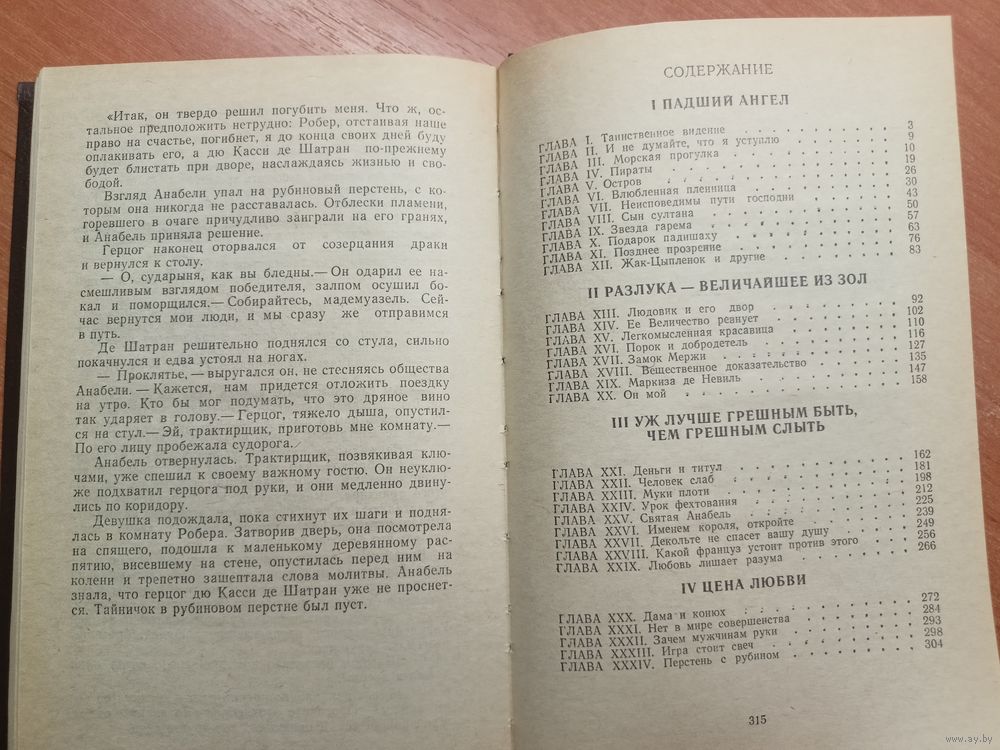 «Итак, он твердо решил погубить меня. Что ж, ос-
тальное предположить нетрудно: Робер, отстаивая наше
право на счастье, погибнет, я до конца своих дней буду
оплакивать его, а дю Касси де Шатран по-прежнему
будет блистать при дворе, наслаждаясь жизнью и сво-
бодой.
Взгляд Анабели упал на рубиновый перстень, с ко-
торым она никогда не расставалась. Отблески пламени,
горевшего в очаге причудливо заиграли на его гранях,
и Анабель приняла решение.
Герцог наконец оторвался от созерцания драки
и вернулся к столу.
— О, сударыня, как вы бледны.— Он одарил ее на-
смешливым взглядом победителя, залпом осушил бо-
кал и поморщился.— Собирайтесь, мадемуазель. Сей-
час вернутся мои люди, и мы сразу же отправимся
в путь.
Де Шатран решительно поднялся со стула, сильно
покачнулся и едва устоял на ногах.
— Проклятье, — выругался он, не стесняясь общества
Анабели.— Кажется, нам придется отложить поездку
на утро. Кто бы мог подумать, что это дряное вино
так ударяет в голову.— Герцог, тяжело дыша, опустил-
ся на стул.— Эй, трактирщик, приготовь мне комнату.—
По его лицу пробежала судорога.
Анабель отвернулась. Трактирщик, позвякивая клю-
чами, уже спешил к своему важному гостю. Он неуклю-
же подхватил герцога под руки, и они медленно двину-
лись по коридору.
Девушка подождала, пока стихнут их шаги и подня-
лась в комнату Робера. Затворив дверь, она посмотрела
на спящего, подошла к маленькому деревянному рас-
пятию, висевшему на стене, опустилась перед ним на
колени и трепетно зашептала слова молитвы. Анабель
знала, что герцог дю Касси де Шатран уже не проснет-
ся. Тайничок в рубиновом перстне был пуст.
СОДЕРЖАНИЕ
I ПАДШИЙ АНГЕЛ
ГЛАВА I. Таинственное видение 3
ГЛАВА II. И не думайте, что я уступлю 9
ГЛАВА III. Морская прогулка 10
ГЛАВА IV. Пираты 19
ГЛАВА V. Остров 26
ГЛАВА VI. Влюбленная пленница 30
ГЛАВА VII. Неисповедимы пути господни 43
ГЛАВА VIII. Сын султана 50
ГЛАВА IX. Звезда гарема 57
ГЛАВА X. Подарок падишаху 63
ГЛАВА XI. Позднее прозрение 76
ГЛАВА XII. Жак-Цыпленок и другие 83
II РАЗЛУКА — ВЕЛИЧАЙШЕЕ ИЗ ЗОЛ
ГЛАВА XIII. Людовик и его двор 92
ГЛАВА XIV. Ее Величество ревнует 102
ГЛАВА XV. Легкомысленная красавица 110
ГЛАВА XVI. Порок и добродетель 116
ГЛАВА XVII. Замок Мержи 127
ГЛАВА XVIII. Вещественное доказательство 135
ГЛАВА XIX. Маркиза де Невиль 147
ГЛАВА XX. Он мой 158
III УЖ ЛУЧШЕ ГРЕШНЫМ БЫТЬ,
ЧЕМ ГРЕШНЫМ СЛЫТЬ
ГЛАВА XXI. Деньги и титул 162
ГЛАВА XXII. Человек слаб 181
ГЛАВА XXIII. Муки плоти 198
ГЛАВА XXIV. Урок фехтования 212
ГЛАВА XXV. Святая Анабель 225
ГЛАВА XXVI. Именем короля, откройте 239
ГЛАВА XXVII. Декольте не спасет вашу душу 249
ГЛАВА XXVIII. Какой француз устоит против этого 256
ГЛАВА XXIX. Любовь лишает разума 266
IV ЦЕНА ЛЮБВИ
ГЛАВА XXX. Дама и конюх 272
ГЛАВА XXXI. Нет в мире совершенства 284
ГЛАВА XXXII. Зачем мужчинам руки 293
ГЛАВА XXXIII. Игра стоит свеч 298
ГЛАВА XXXIV. Перстень с рубином 304
315
www.ay.by